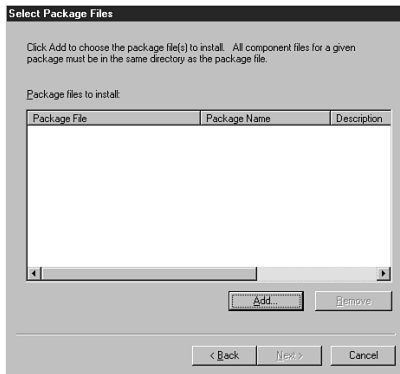 Select Package Files
Click Add to choose the package file(s) to install. All component files for a given
package must be in the same directory as the package file.
Package files to install:
Package File Package Name Description
Add... Remove
< Back Next > Cancel